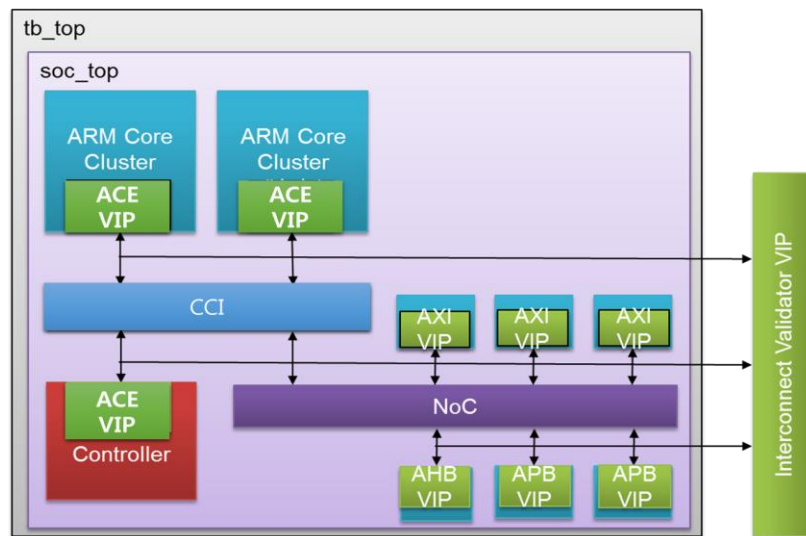 tb_top
soc_top
ARM Core
Cluster
ACE
VIP
ARM Core
Cluster
ACE
VIP
CCI
AXI
VIP
AXI
VIP
AXI
VIP
ACE
VIP
Controller
NoC
AHB
VIP
APB
VIP
APB
VIP
Interconnect Validator VIP